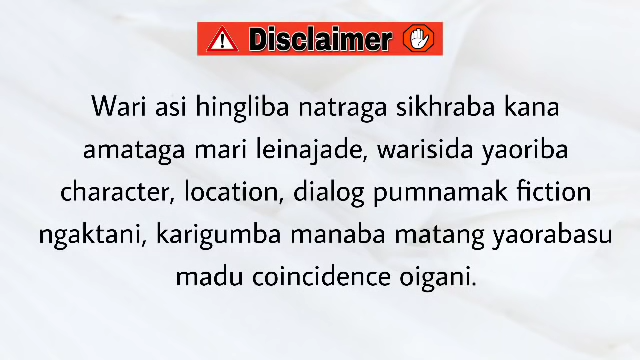 Disclaimer
Wari asi hingliba natraga sikhraba kana
amataga mari leinajade, warisida yaoriba
character, location, dialog pumnamak fiction
ngaktani, karigumba manaba matang yaorabasu
madu coincidence oigani.